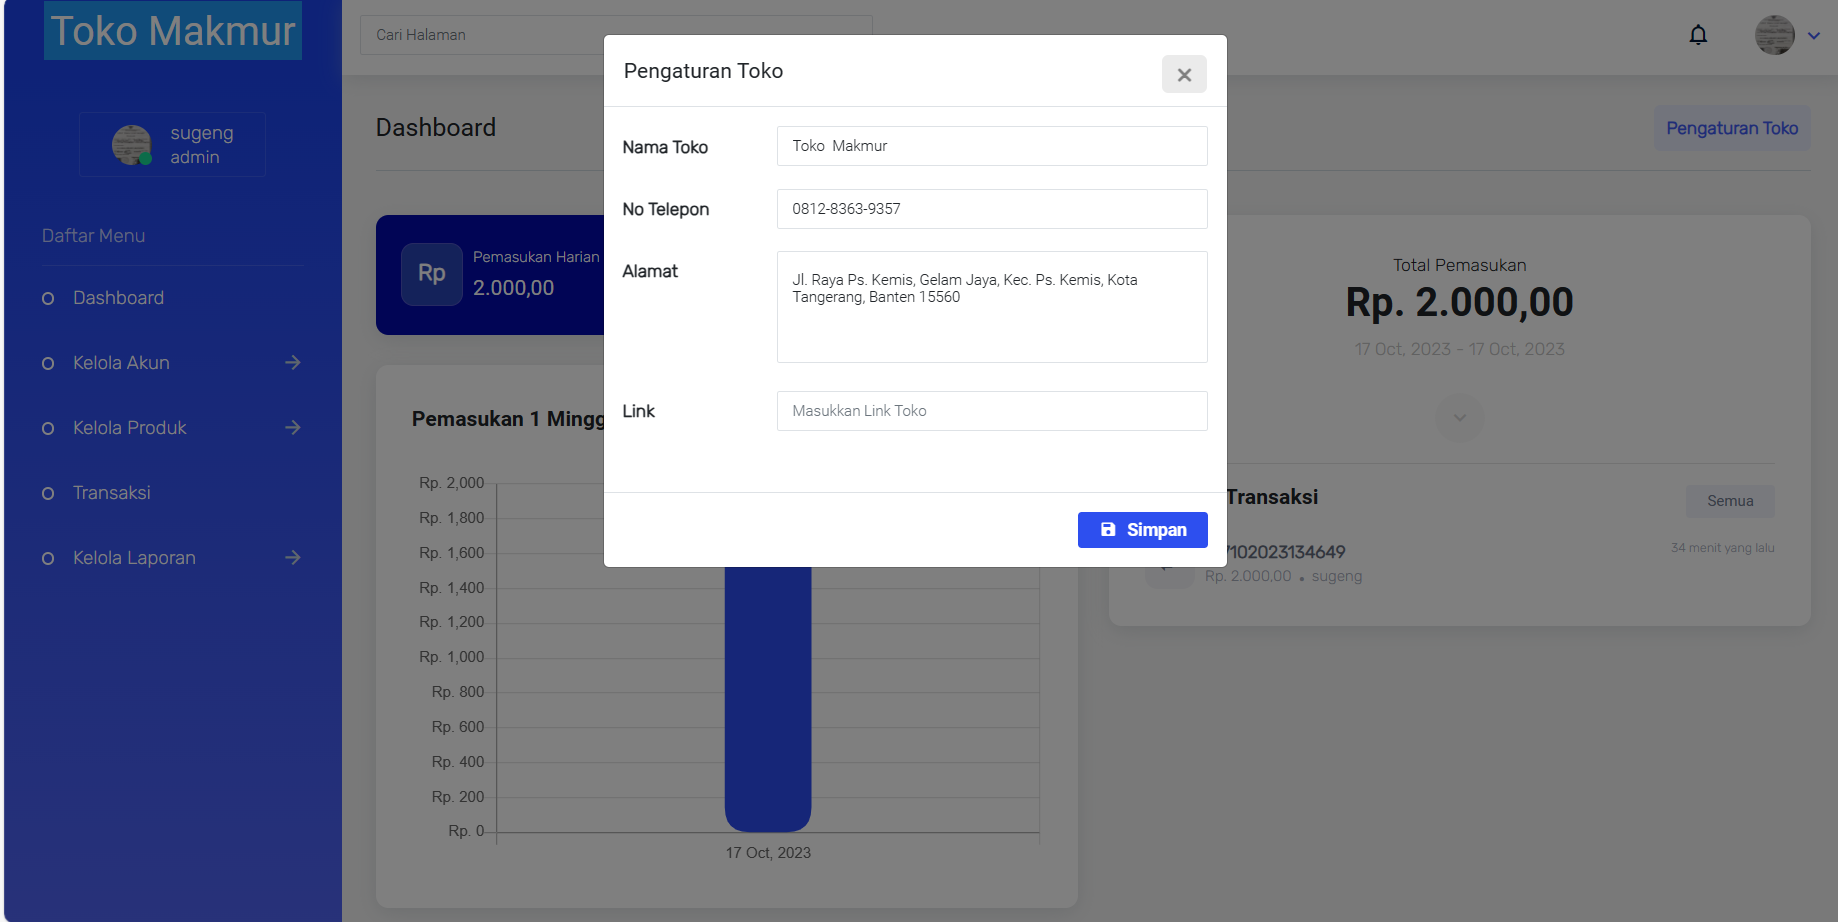 Toko Makmur
sugeng
admin
Daftar Menu
Dashboard
Kelola Akun
Kelola Produk
Transaksi
Kelola Laporan
Cari Halaman
Dashboard
Pengaturan Toko
Rp
Pemasukan Harian
2.000,00
Pemasukan 1 Mingg
Rp. 2,000
Rp. 1,800
Rp. 1,600
Rp. 1,400
Rp. 1,200
Rp. 1,000
Rp. 800
Rp. 600
Rp. 400
Rp. 200
Rp. 0
17 Oct, 2023
Pengaturan Toko
Nama Toko
Toko  Makmur
No Telepon
0812-8363-9357
Alamat
Jl. Raya Ps. Kemis, Gelam Jaya, Kec. Ps. Kemis, Kota
Tangerang, Banten 15560
Link
Masukkan Link Toko
Simpan
Total Pemasukan
Rp. 2.000,00
17 Oct, 2023 - 17 Oct, 2023
Transaksi
Semua
7102023134649
34 menit yang lalu
Rp. 2.000,00 • sugeng